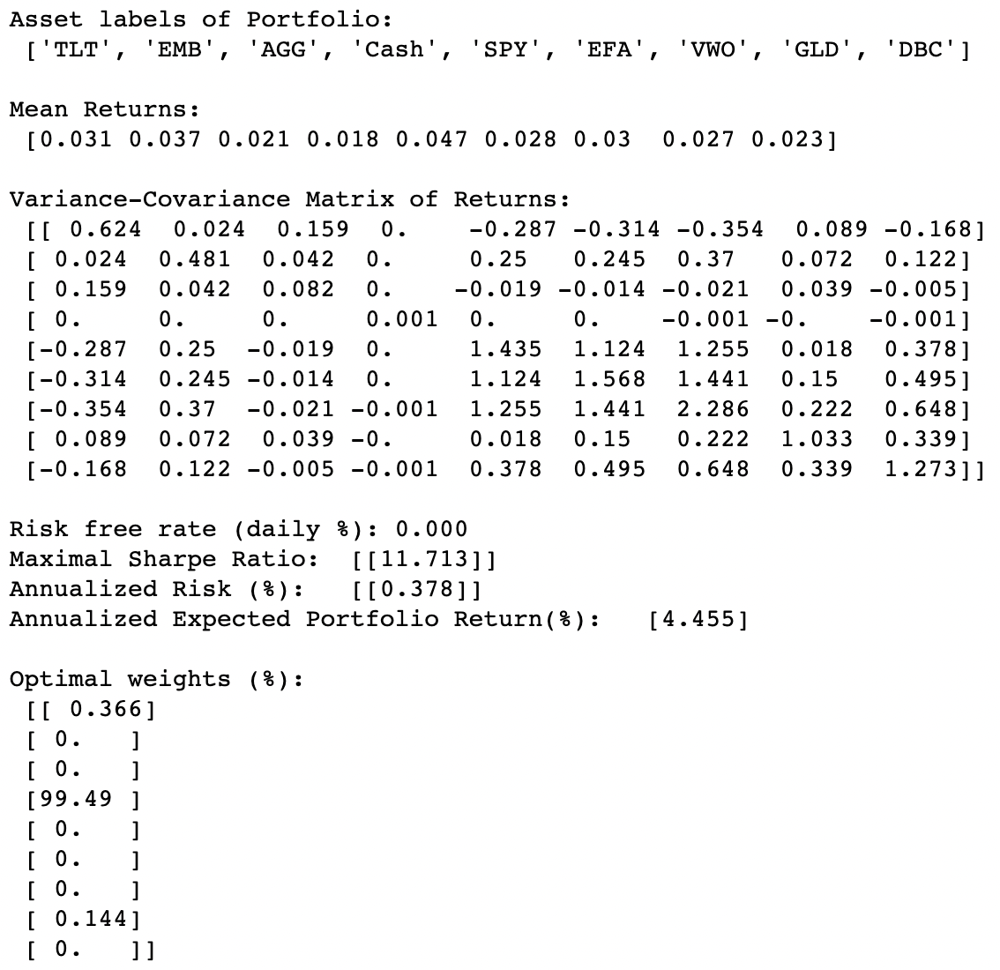 Asset labels of Portfolio:
['TLT', 'EMB', 'AGG', 'Cash', 'SPY', 'EFA', 'VWO', 'GLD', 'DBC']
Mean Returns:
[0.031 0.037 0.021 0.018 0.047 0.028 0.03  0.027 0.023]
Variance-Covariance Matrix of Returns:
[[ 0.624  0.024  0.159  0.    -0.287 -0.314 -0.354  0.089 -0.168]
[ 0.024  0.481  0.042  0.     0.25   0.245  0.37   0.072  0.122]
[ 0.159  0.042  0.082  0.    -0.019 -0.014 -0.021  0.039 -0.005]
[ 0.     0.     0.     0.001  0.     0.    -0.001 -0.    -0.001]
[-0.287  0.25  -0.019  0.     1.435  1.124  1.255  0.018  0.378]
[-0.314  0.245 -0.014  0.     1.124  1.568  1.441  0.15   0.495]
[-0.354  0.37  -0.021 -0.001  1.255  1.441  2.286  0.222  0.648]
[ 0.089  0.072  0.039 -0.     0.018  0.15   0.222  1.033  0.339]
[-0.168  0.122 -0.005 -0.001  0.378  0.495  0.648  0.339  1.273]]
Risk free rate (daily %): 0.000
Maximal Sharpe Ratio:  [[11.713]]
Annualized Risk (%):   [[0.378]]
Annualized Expected Portfolio Return(%):   [4.455]
Optimal weights (%):
[[ 0.366]
[ 0.   ]
[ 0.   ]
[99.49 ]
[ 0.   ]
[ 0.   ]
[ 0.   ]
[ 0.144]
[ 0.   ]]